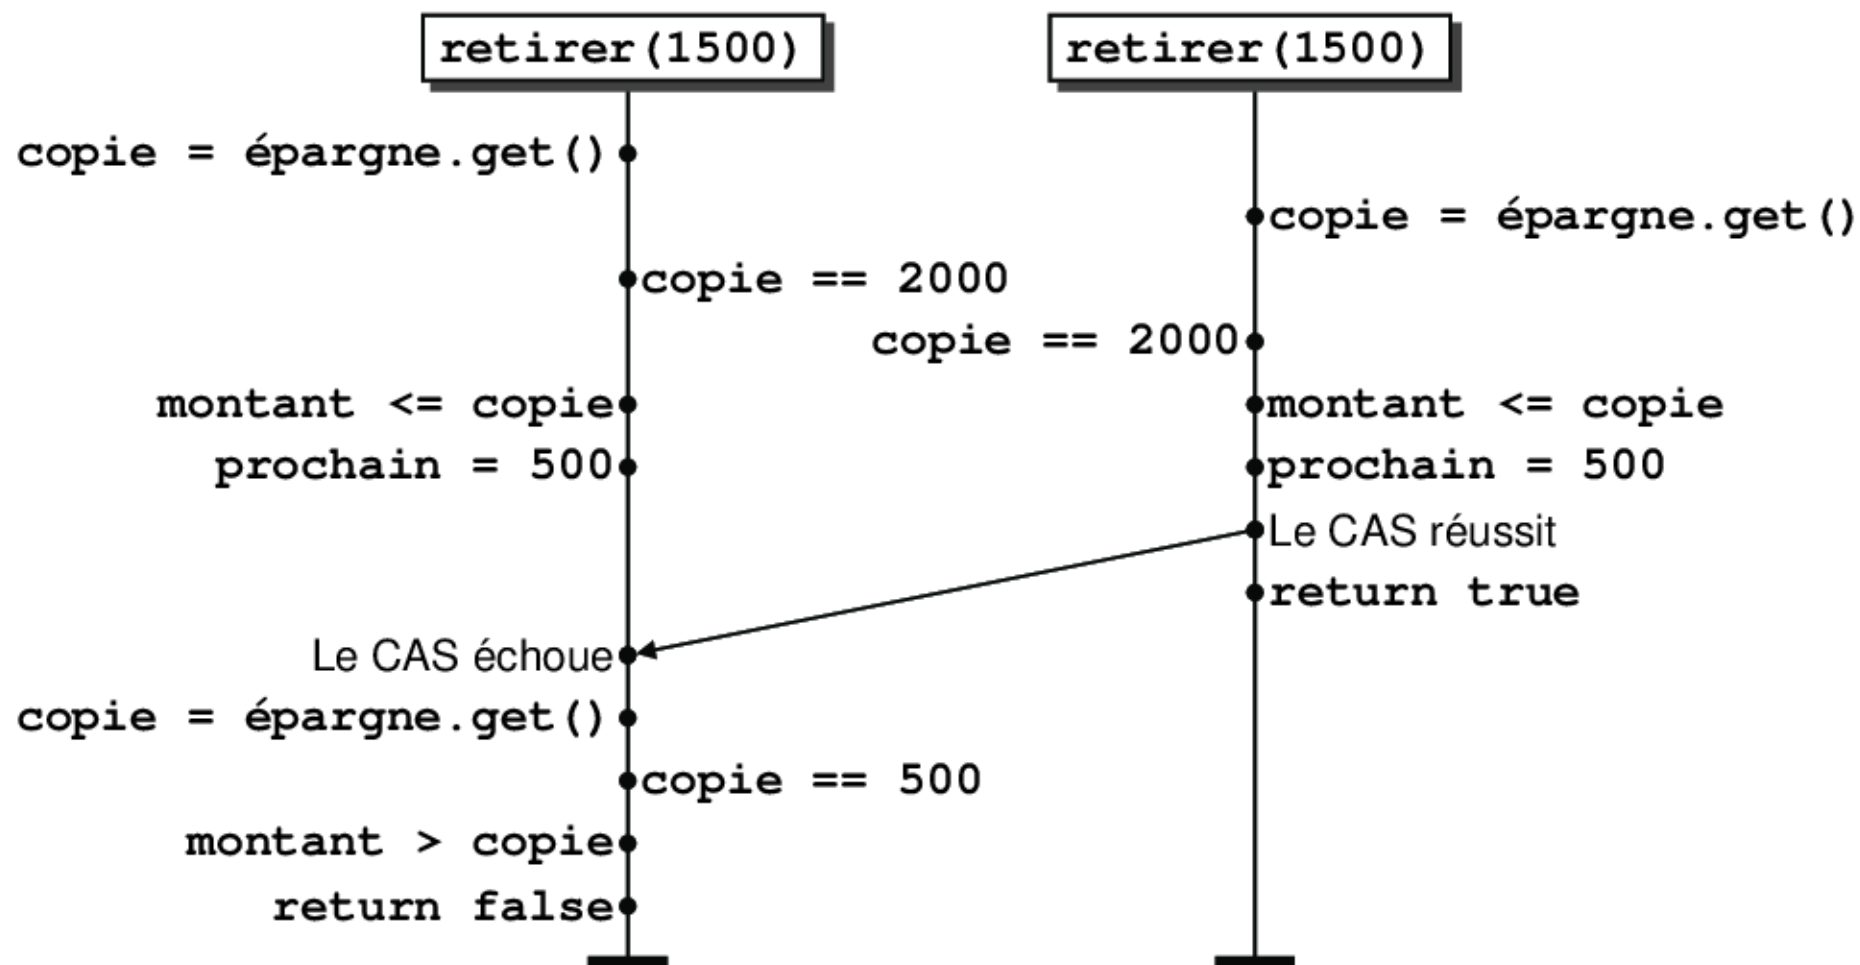 retirer(1500) retirer(1500)
copie = épargne.get()
copie = épargne.get()
copie == 2000
copie == 2000
montant <= copie montant <= copie
prochain = 500 prochain = 500
Le CAS réussit
return true
Le CAS échoue
copie = épargne.get()
copie == 500
montant > copie
return false